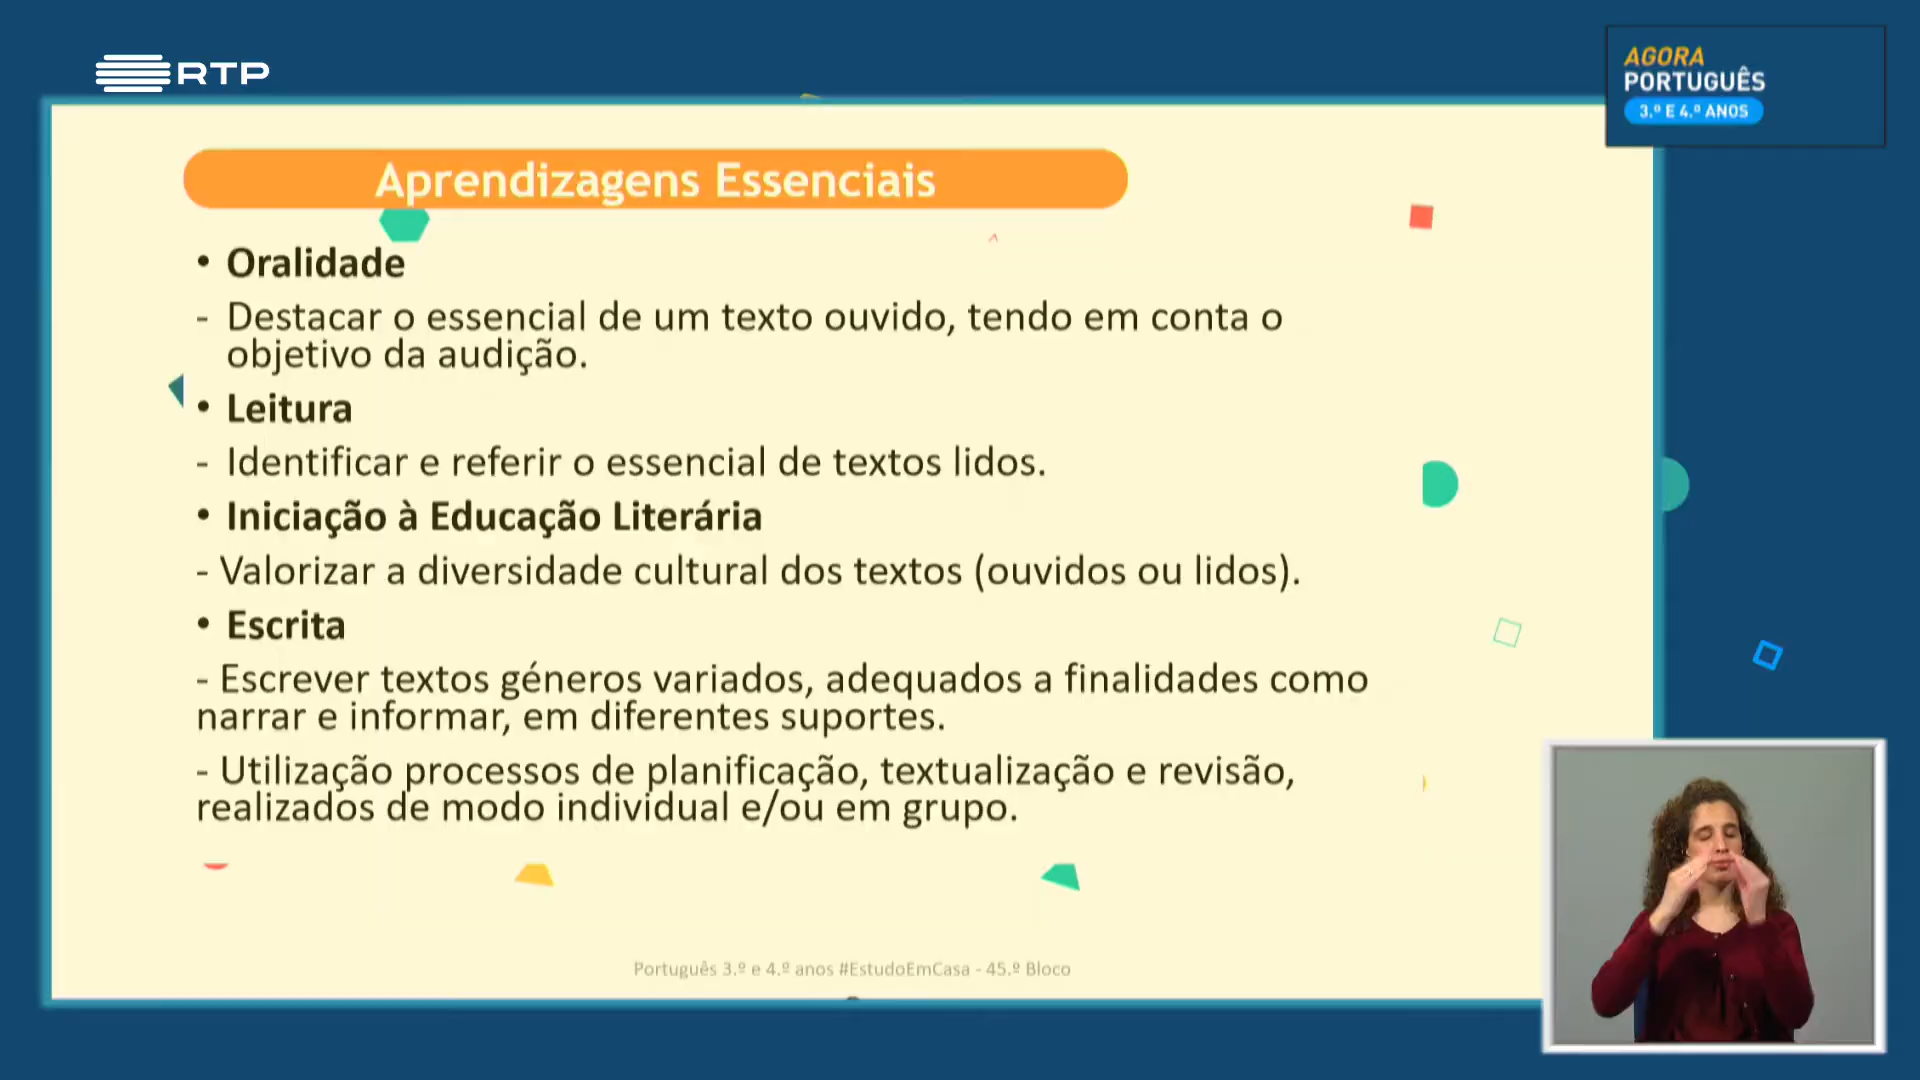 RTP
AGORA
PORTUGUÊS
3.º E 4.º ANOS
Aprendizagens Essenciais
• Oralidade
- Destacar o essencial de um texto ouvido, tendo em conta o
objetivo da audição.
• Leitura
- Identificar e referir o essencial de textos lidos.
• Iniciação à Educação Literária
- Valorizar a diversidade cultural dos textos (ouvidos ou lidos).
• Escrita
- Escrever textos géneros variados, adequados a finalidades como
narrar e informar, em diferentes suportes.
- Utilização processos de planificação, textualização e revisão,
realizados de modo individual e/ou em grupo.
Português 3.º e 4.º anos #EstudoEmCasa - 45.º Bloco